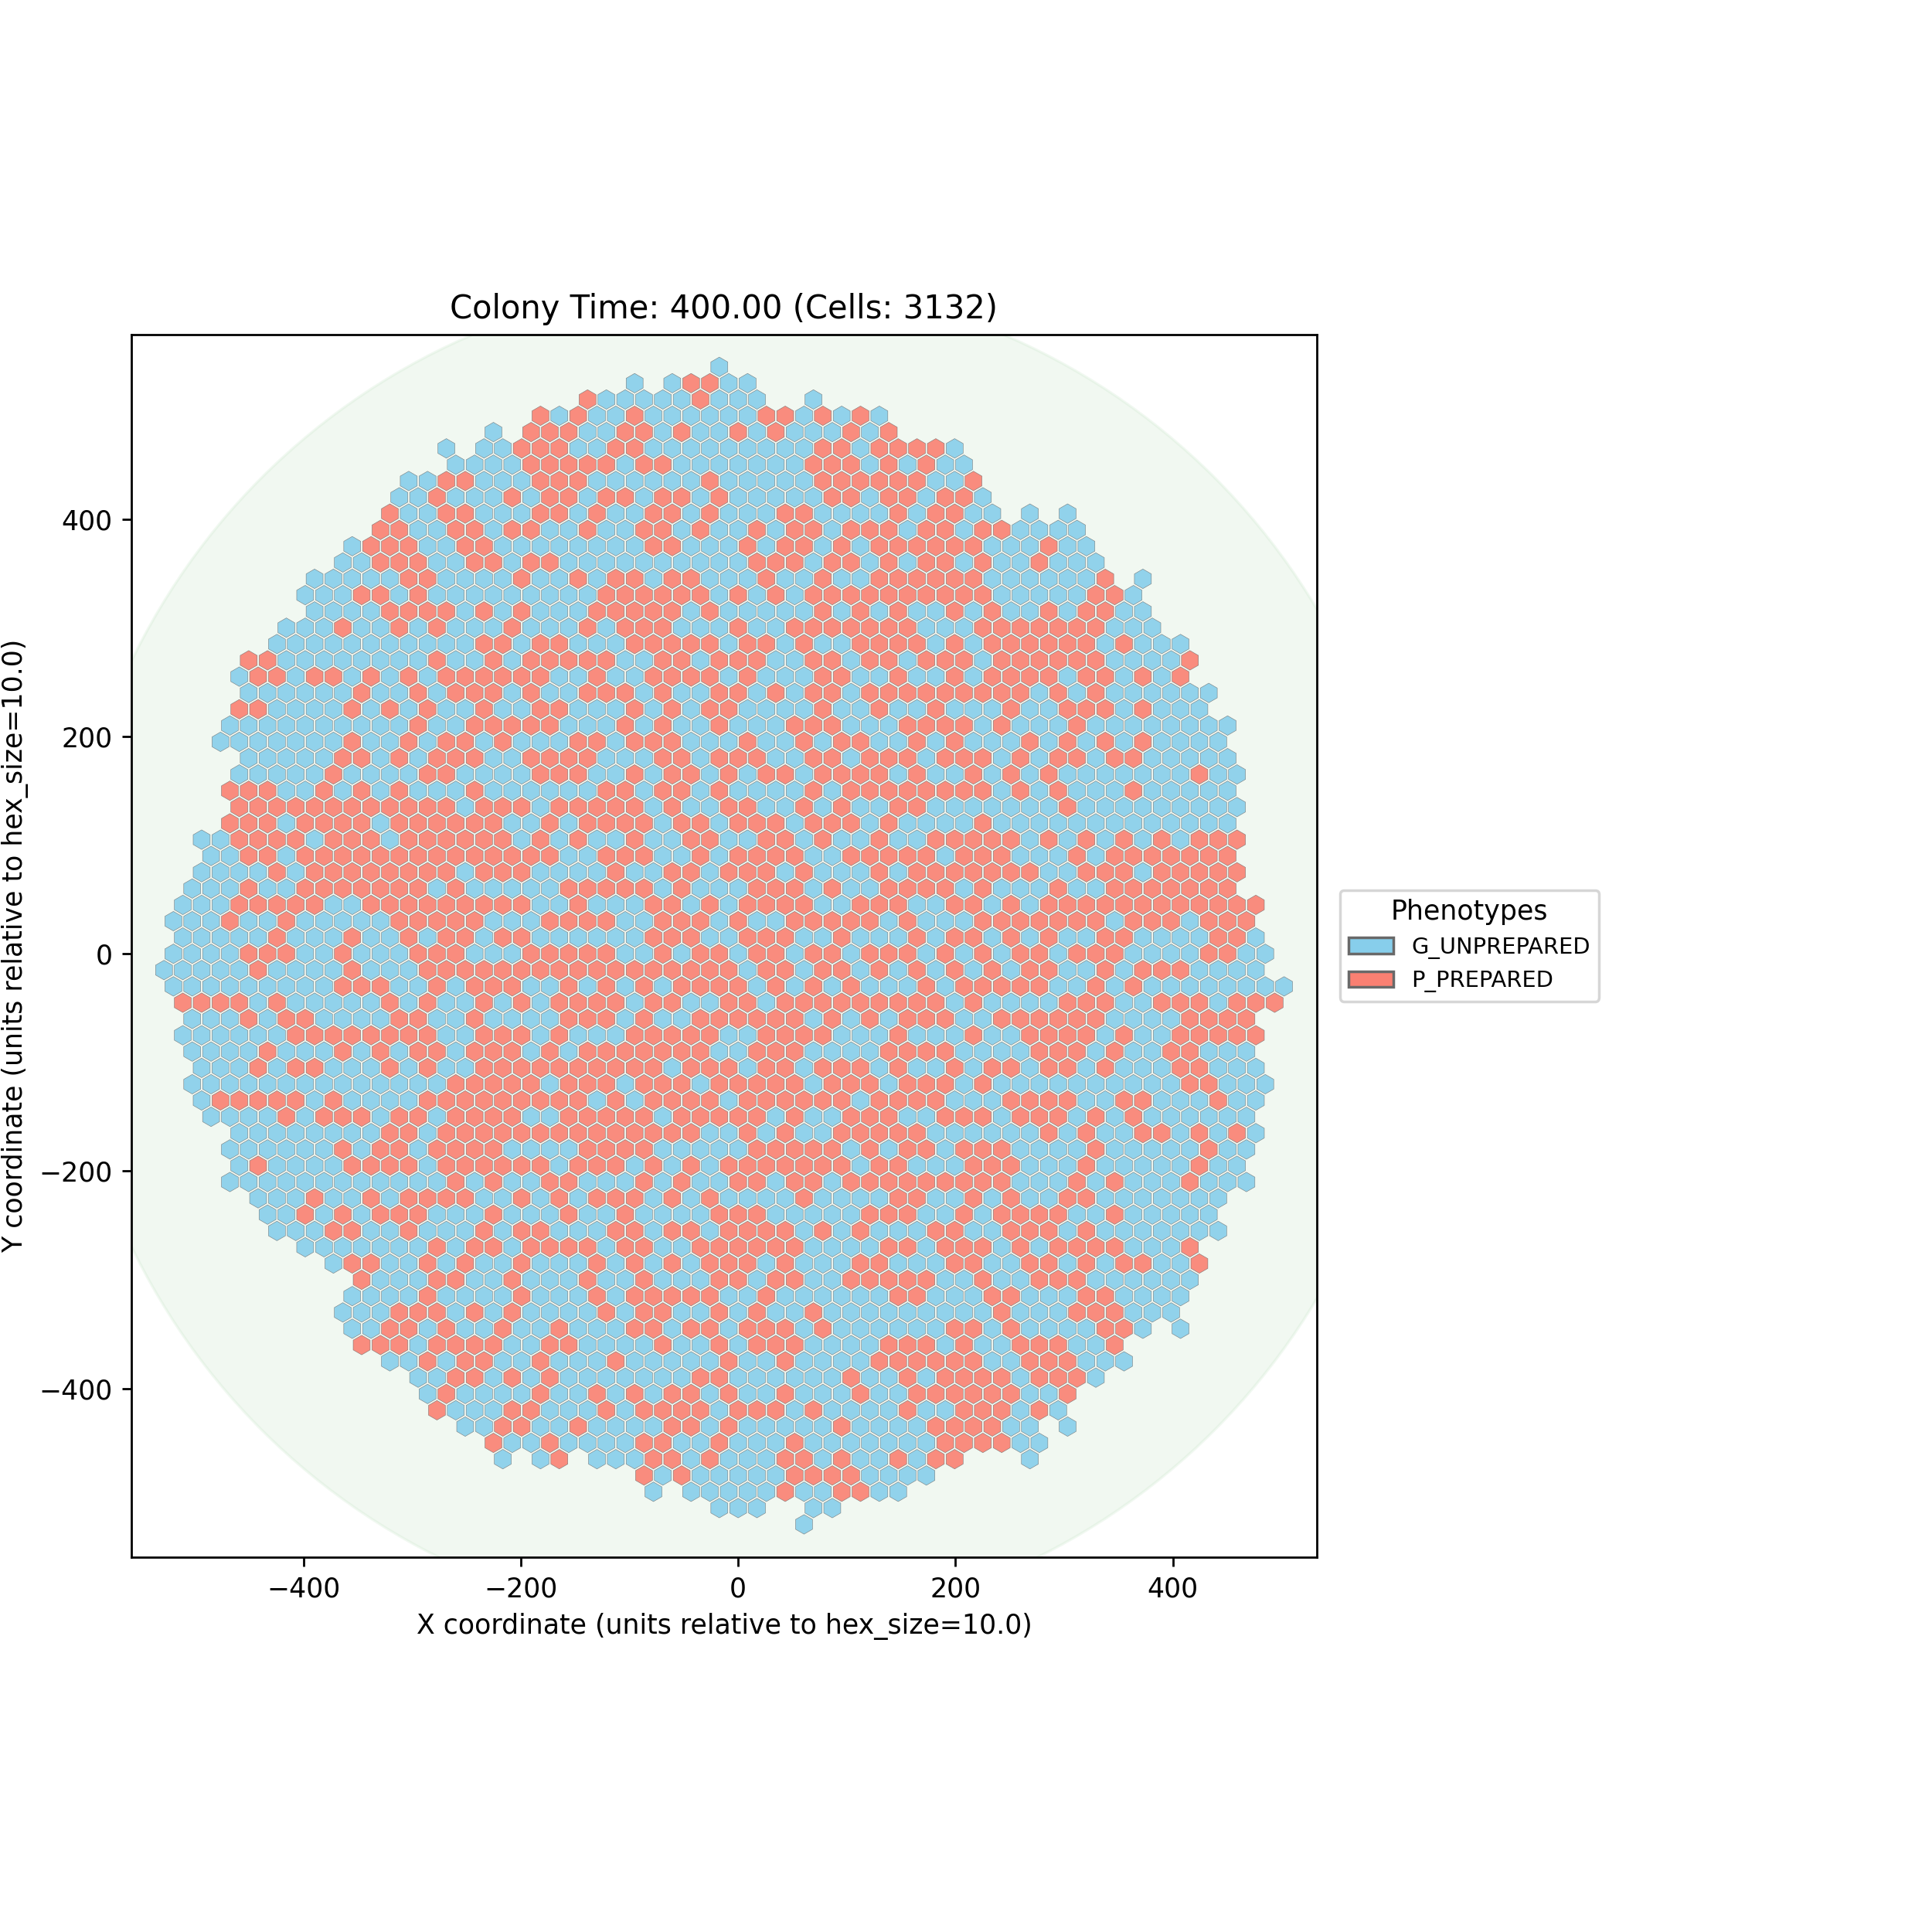 Colony Time: 400.00 (Cells: 3132)
Y coordinate (units relative to hex_size=10.0)
400
200
0
−200
−400
−400
−200
0
200
400
X coordinate (units relative to hex_size=10.0)
Phenotypes
G_UNPREPARED
P_PREPARED